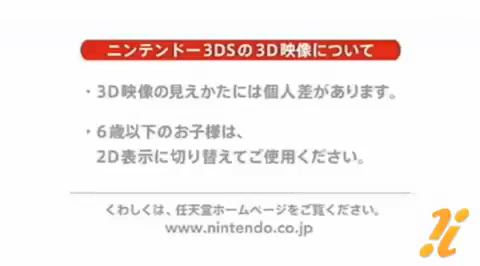 ニンテンドー3DSの3D映像について
・3D映像の見えかたには個人差があります。
・6歳以下のお子様は、
2D表示に切り替えてご使用ください。
くわしくは、任天堂ホームページをご覧ください。
www.nintendo.co.jp